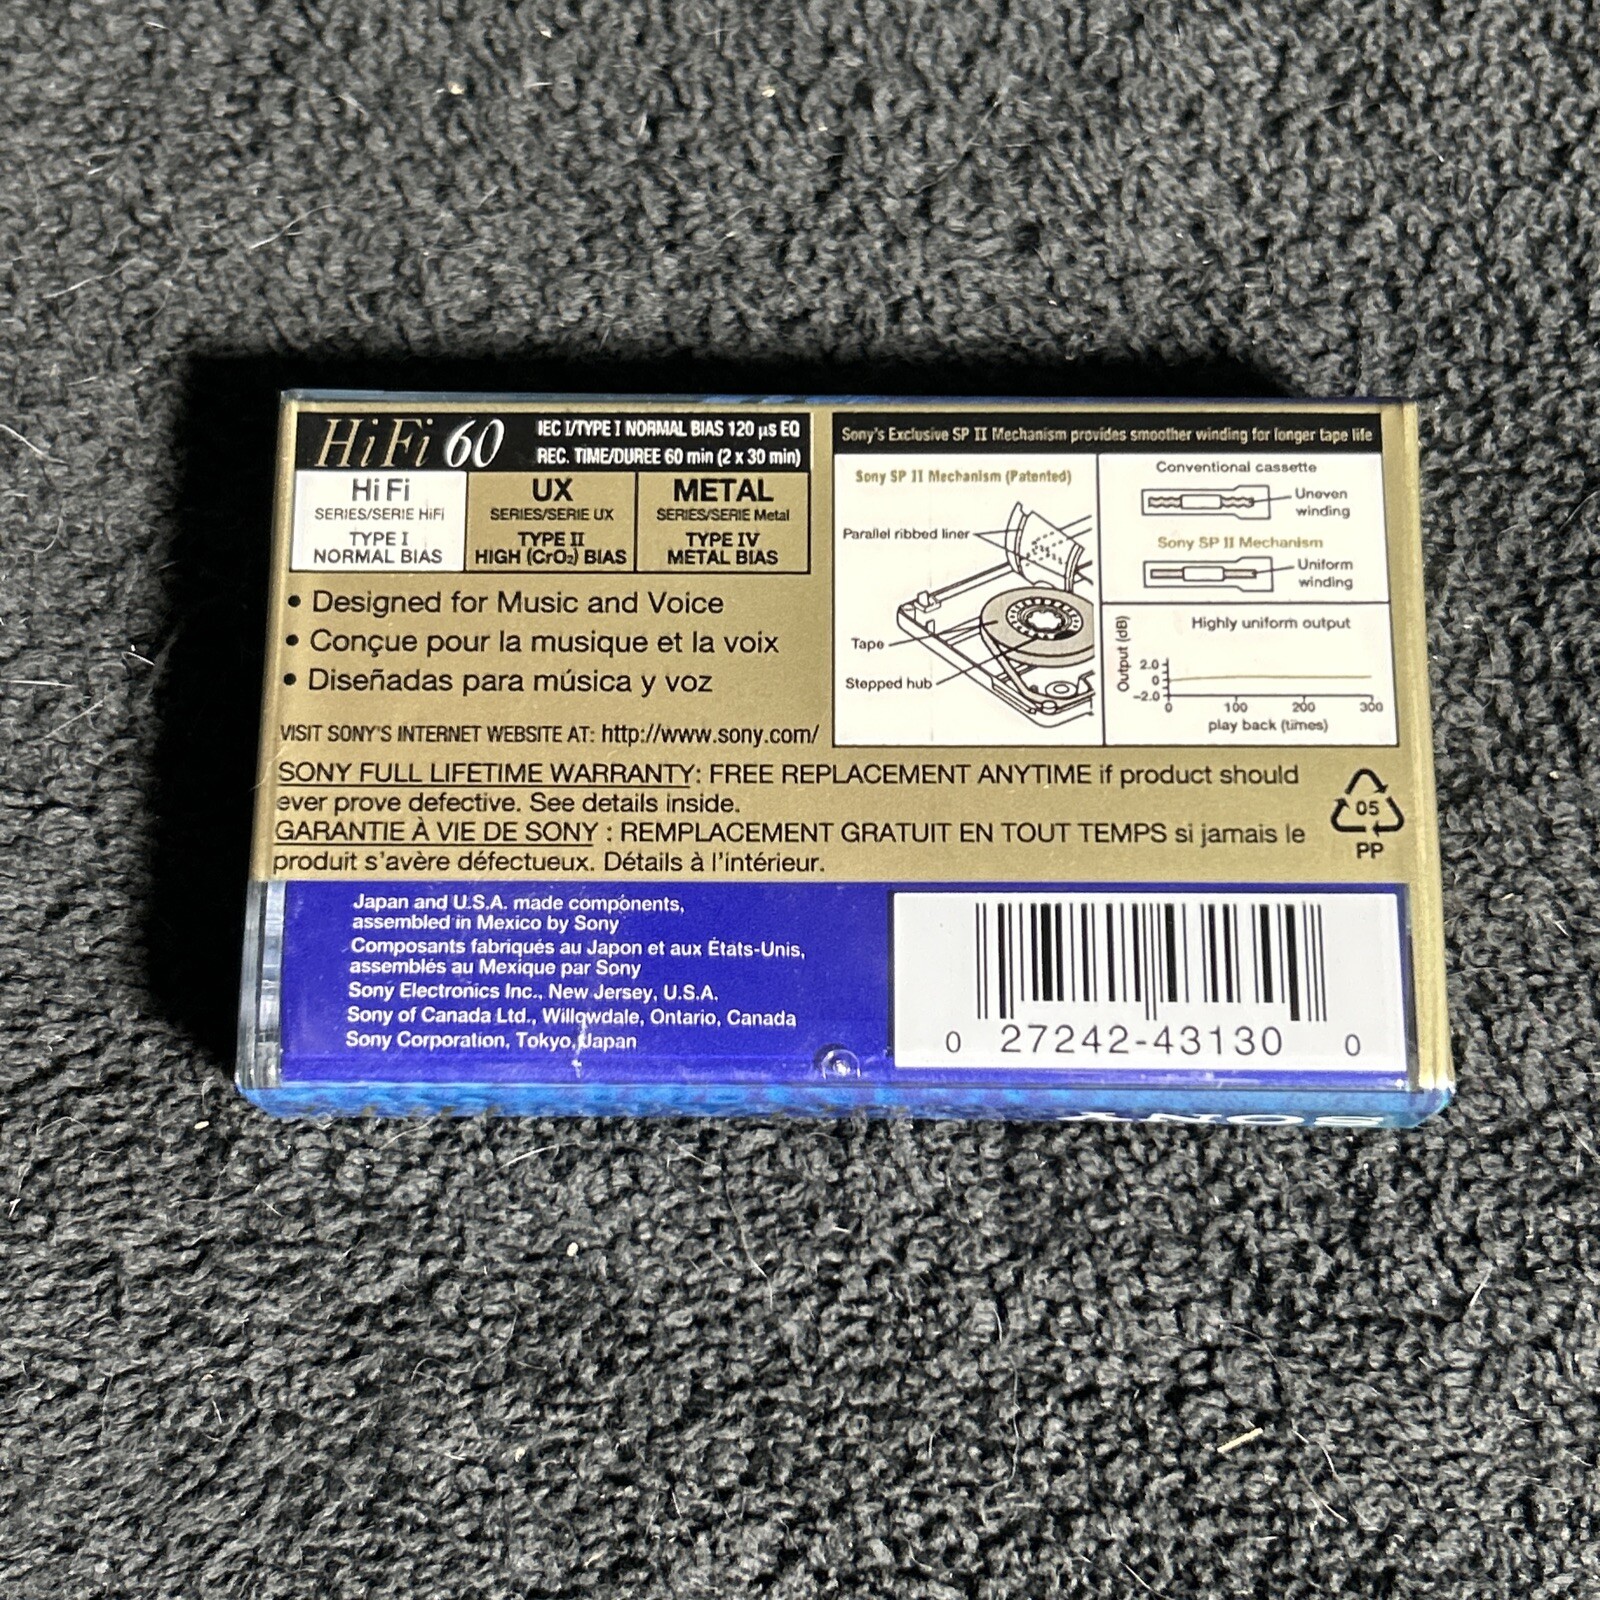 HiFi 60
IEC I/TYPE I NORMAL BIAS 120 µs EQ
REC. TIME/DUREE 60 min (2 x 30 min)
HiFi
SERIES/SERIE HiFi
TYPE I
NORMAL BIAS
UX
SERIES/SERIE UX
TYPE II
HIGH (CrO2) BIAS
METAL
SERIES/SERIE Metal
TYPE IV
METAL BIAS
• Designed for Music and Voice
• Conçue pour la musique et la voix
• Diseñadas para música y voz
VISIT SONY'S INTERNET WEBSITE AT: http://www.sony.com/
Sony's Exclusive SP II Mechanism provides smoother winding for longer tape life
Sony SP II Mechanism (Patented)
Parallel ribbed liner
Tape
Stepped hub
Conventional cassette
Uneven
winding
Sony SP II Mechanism
Uniform
winding
Highly uniform output
Output (dB)
2.0
0
-2.0
0 100 200 300
play back (times)
SONY FULL LIFETIME WARRANTY: FREE REPLACEMENT ANYTIME if product should
ever prove defective. See details inside.
GARANTIE À VIE DE SONY : REMPLACEMENT GRATUIT EN TOUT TEMPS si jamais le
produit s'avère défectueux. Détails à l'intérieur.
05
PP
Japan and U.S.A. made components,
assembled in Mexico by Sony
Composants fabriqués au Japon et aux États-Unis,
assemblés au Mexique par Sony
Sony Electronics Inc., New Jersey, U.S.A.
Sony of Canada Ltd., Willowdale, Ontario, Canada
Sony Corporation, Tokyo, Japan
0 27242-43130 0
SONY